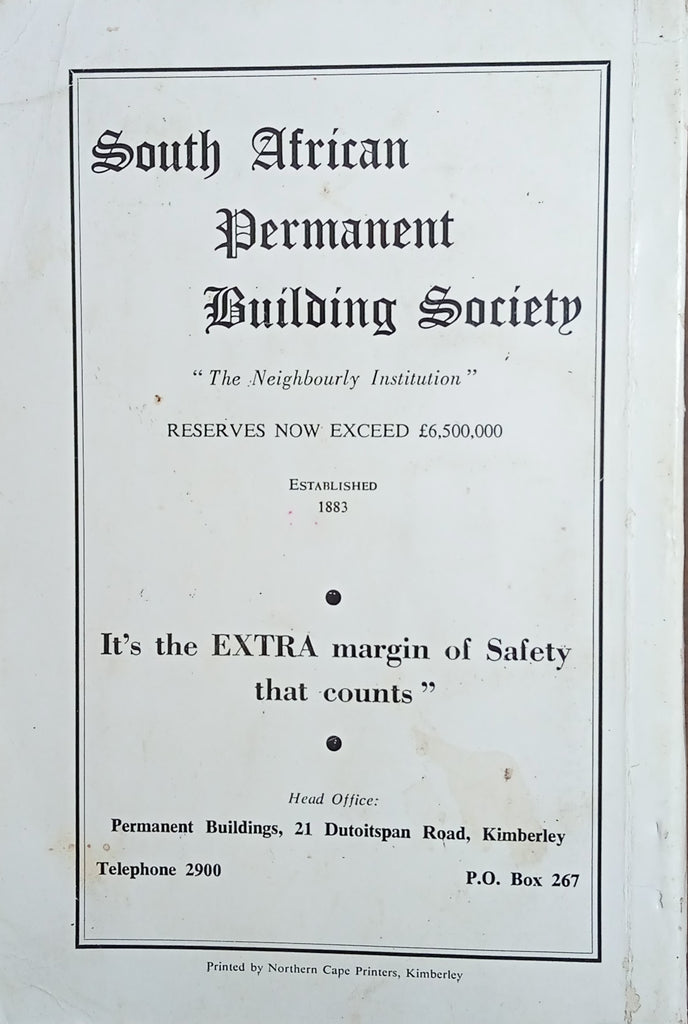 South African
Permanent
Building Society
“ The Neighbourly Institution ”
RESERVES NOW EXCEED £6,500,000
ESTABLISHED
1883
It’s the EXTRA margin of Safety
that counts ”
Head Office:
Permanent Buildings, 21 Dutoitspan Road, Kimberley
Telephone 2900
P.O. Box 267
Printed by Northern Cape Printers, Kimberley